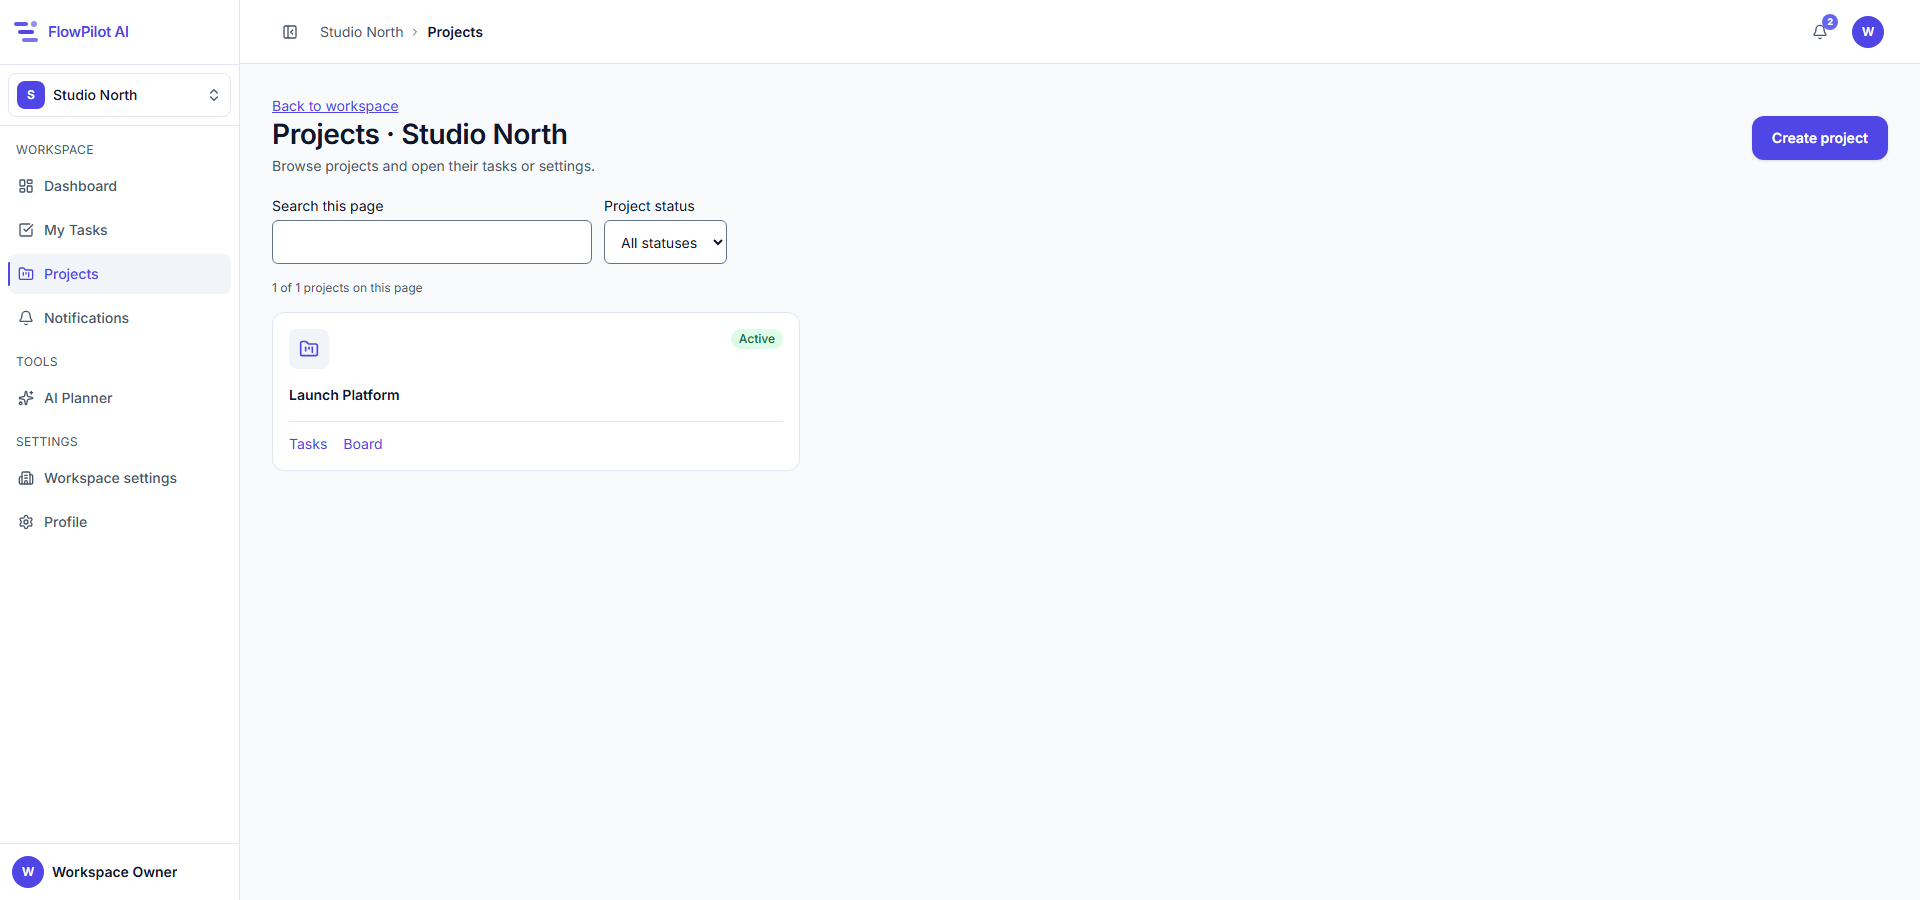 FlowPilot AI
S Studio North
WORKSPACE
Dashboard
My Tasks
Projects
Notifications
TOOLS
AI Planner
SETTINGS
Workspace settings
Profile
W Workspace Owner
Studio North › Projects
2
W
Back to workspace
Projects · Studio North
Browse projects and open their tasks or settings.
Create project
Search this page
Project status
All statuses
1 of 1 projects on this page
Active
Launch Platform
Tasks Board